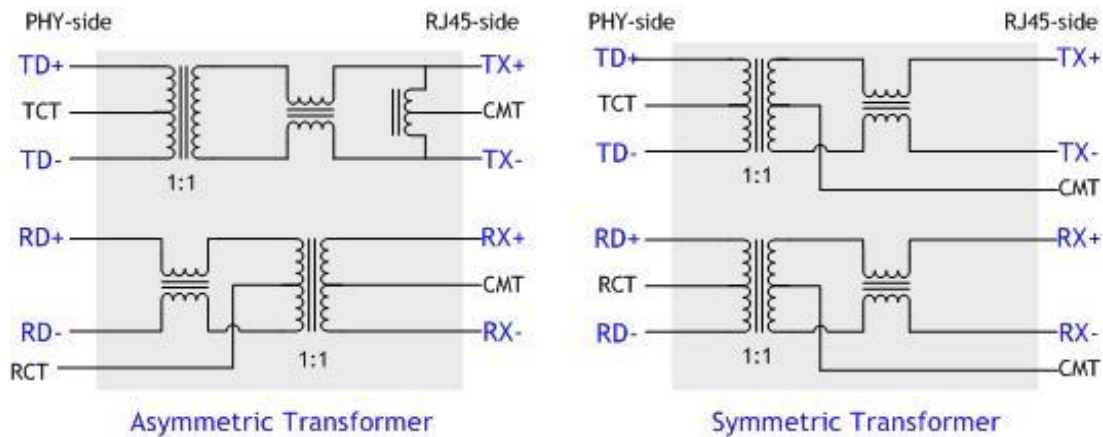 PHY-side
RJ45-side
TD+
TX+
TCT
CMT
TD-
TX-
1:1
RD+
RX+
CMT
RD-
RX-
RCT
1:1
Asymmetric Transformer
PHY-side
RJ45-side
TD+
TX+
TCT
TD-
TX-
1:1
CMT
RD+
RX+
RCT
RD-
RX-
1:1
CMT
Symmetric Transformer